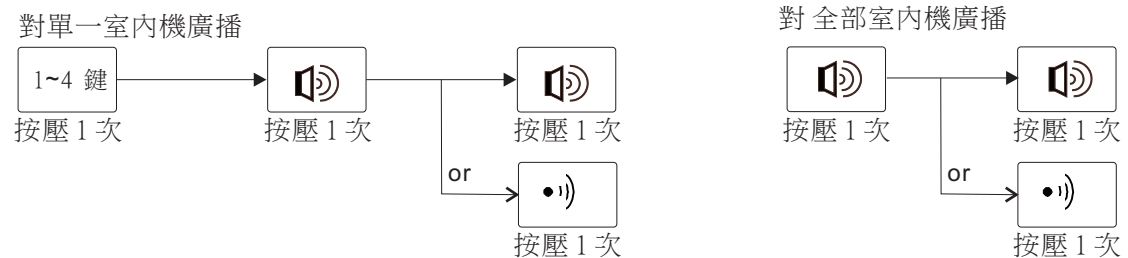 對單一室內機廣播
1~4 鍵
按壓 1 次
按壓 1 次
按壓 1 次
or
按壓 1 次
對 全部室內機廣播
按壓 1 次
按壓 1 次
or
按壓 1 次